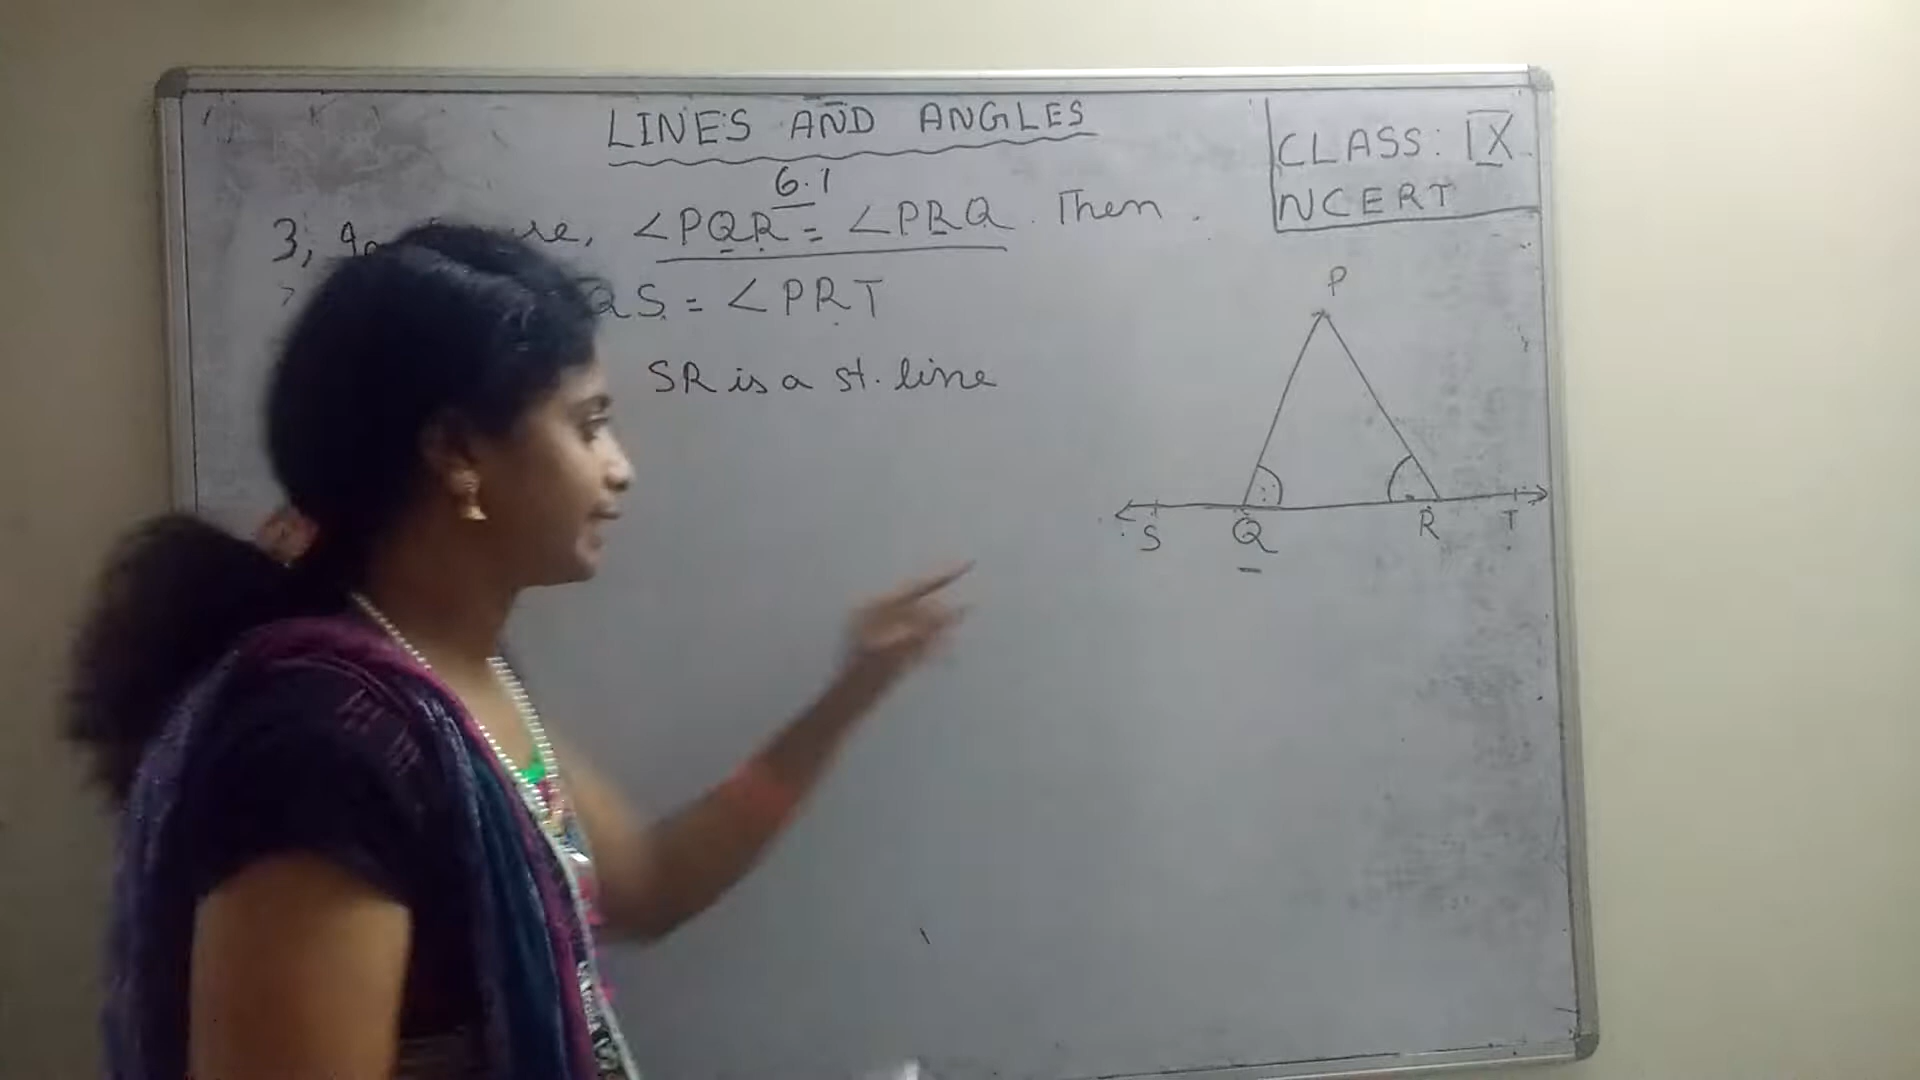 LINES AND ANGLES
6.1
CLASS: IX
NCERT
3, ∠PQR = ∠PRQ. Then
QS = ∠PRT
SR is a st. line
P
S Q R T